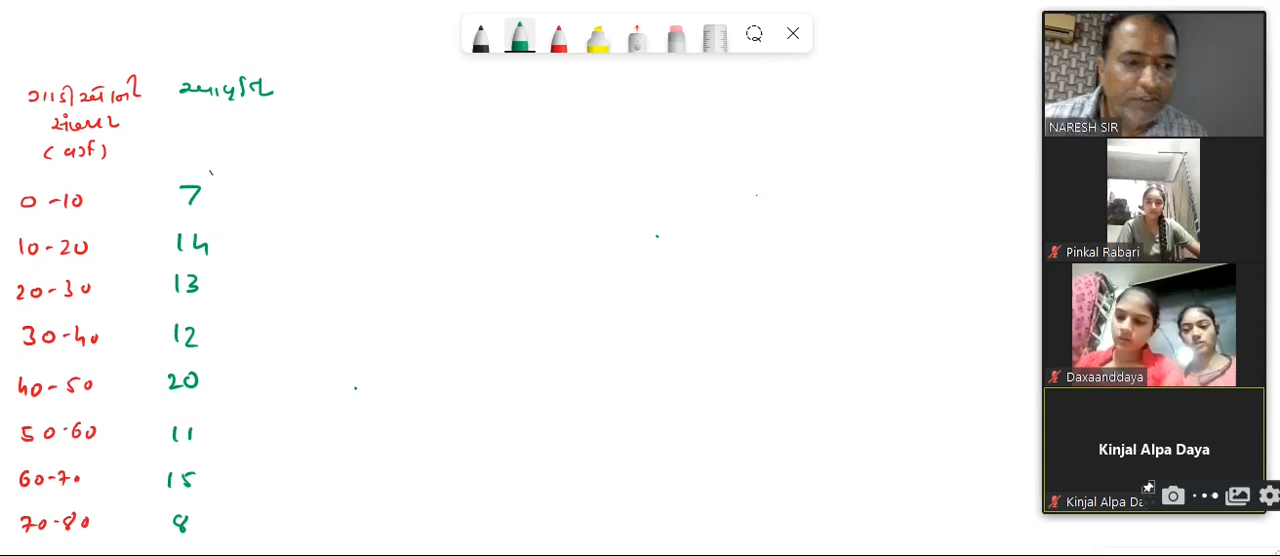 ગાડીઓની આવૃત્તિ
સંખ્યા
(વર્ગ)
0-10 7
10-20 14
20-30 13
30-40 12
40-50 20
50-60 11
60-70 15
70-80 8
NARESH SIR
Pinkal Rabari
Daxaanddaya
Kinjal Alpa Daya
Kinjal Alpa Da